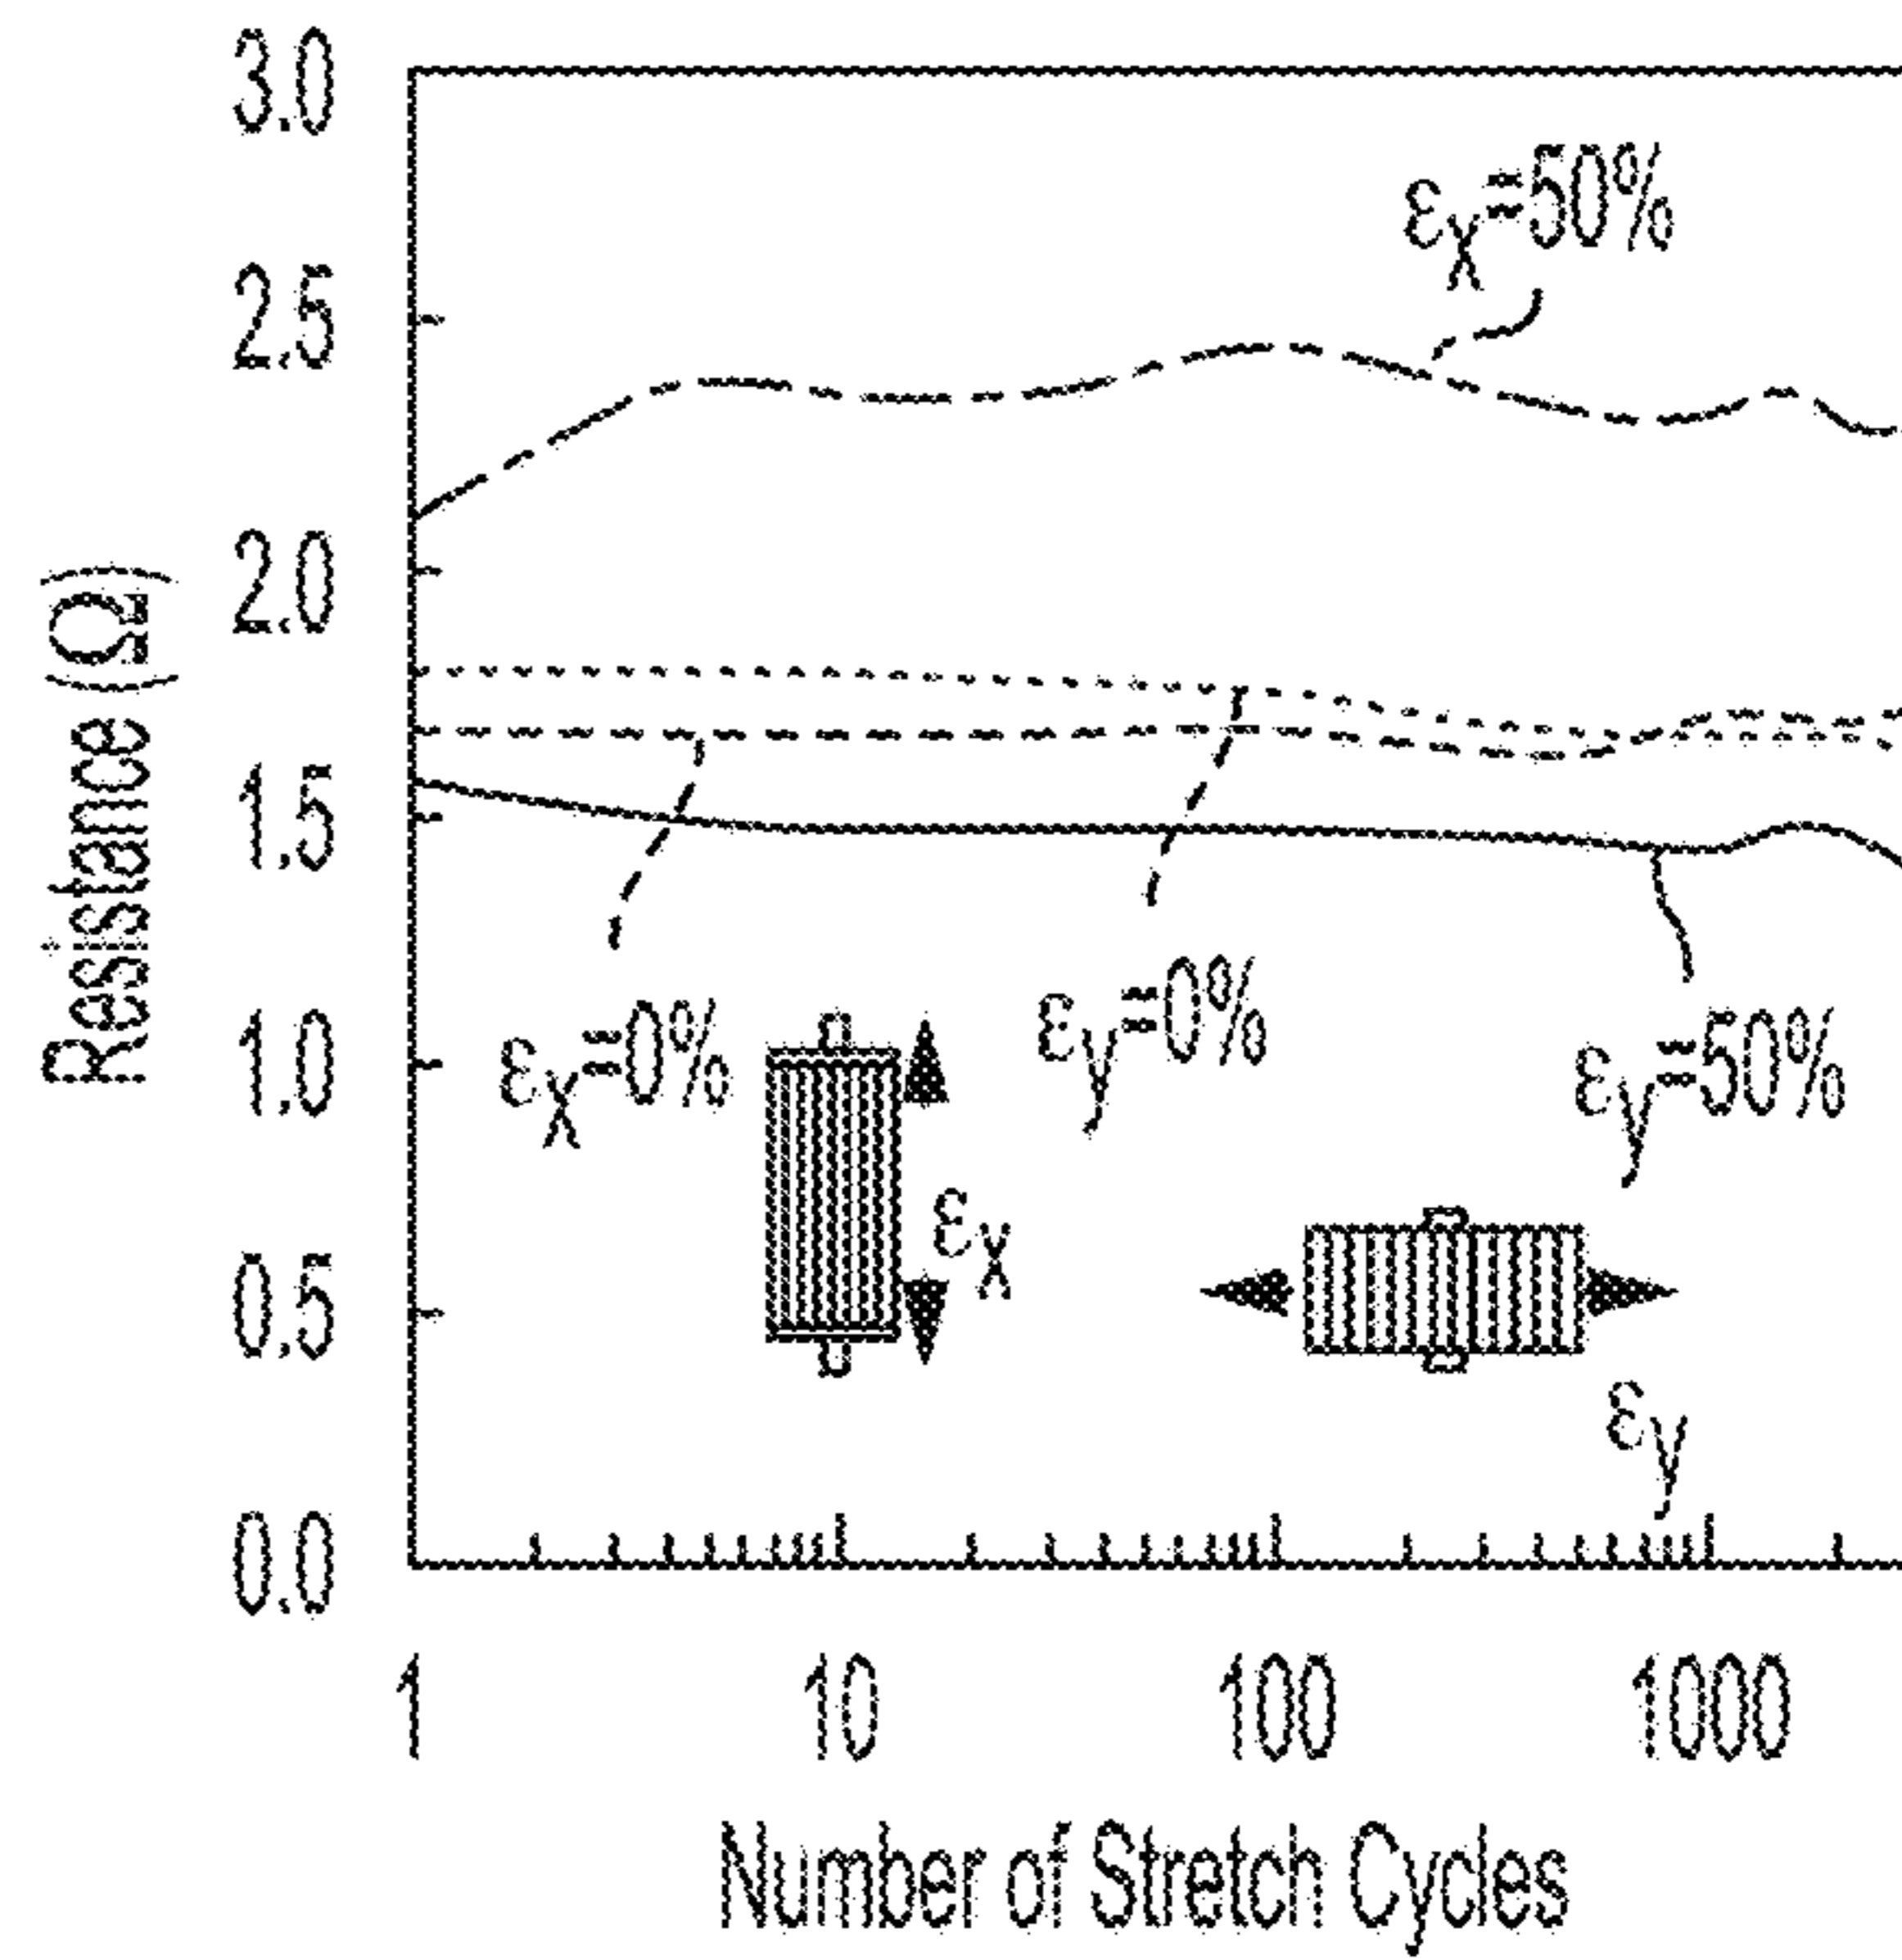 3.0
εx=50%
2.5
2.0
Resistance (Ω)
1.5
1.0
εx=0%
εy=0%
εy=50%
εx
0.5
εy
0.0
1
10
100
1000
Number of Stretch Cycles